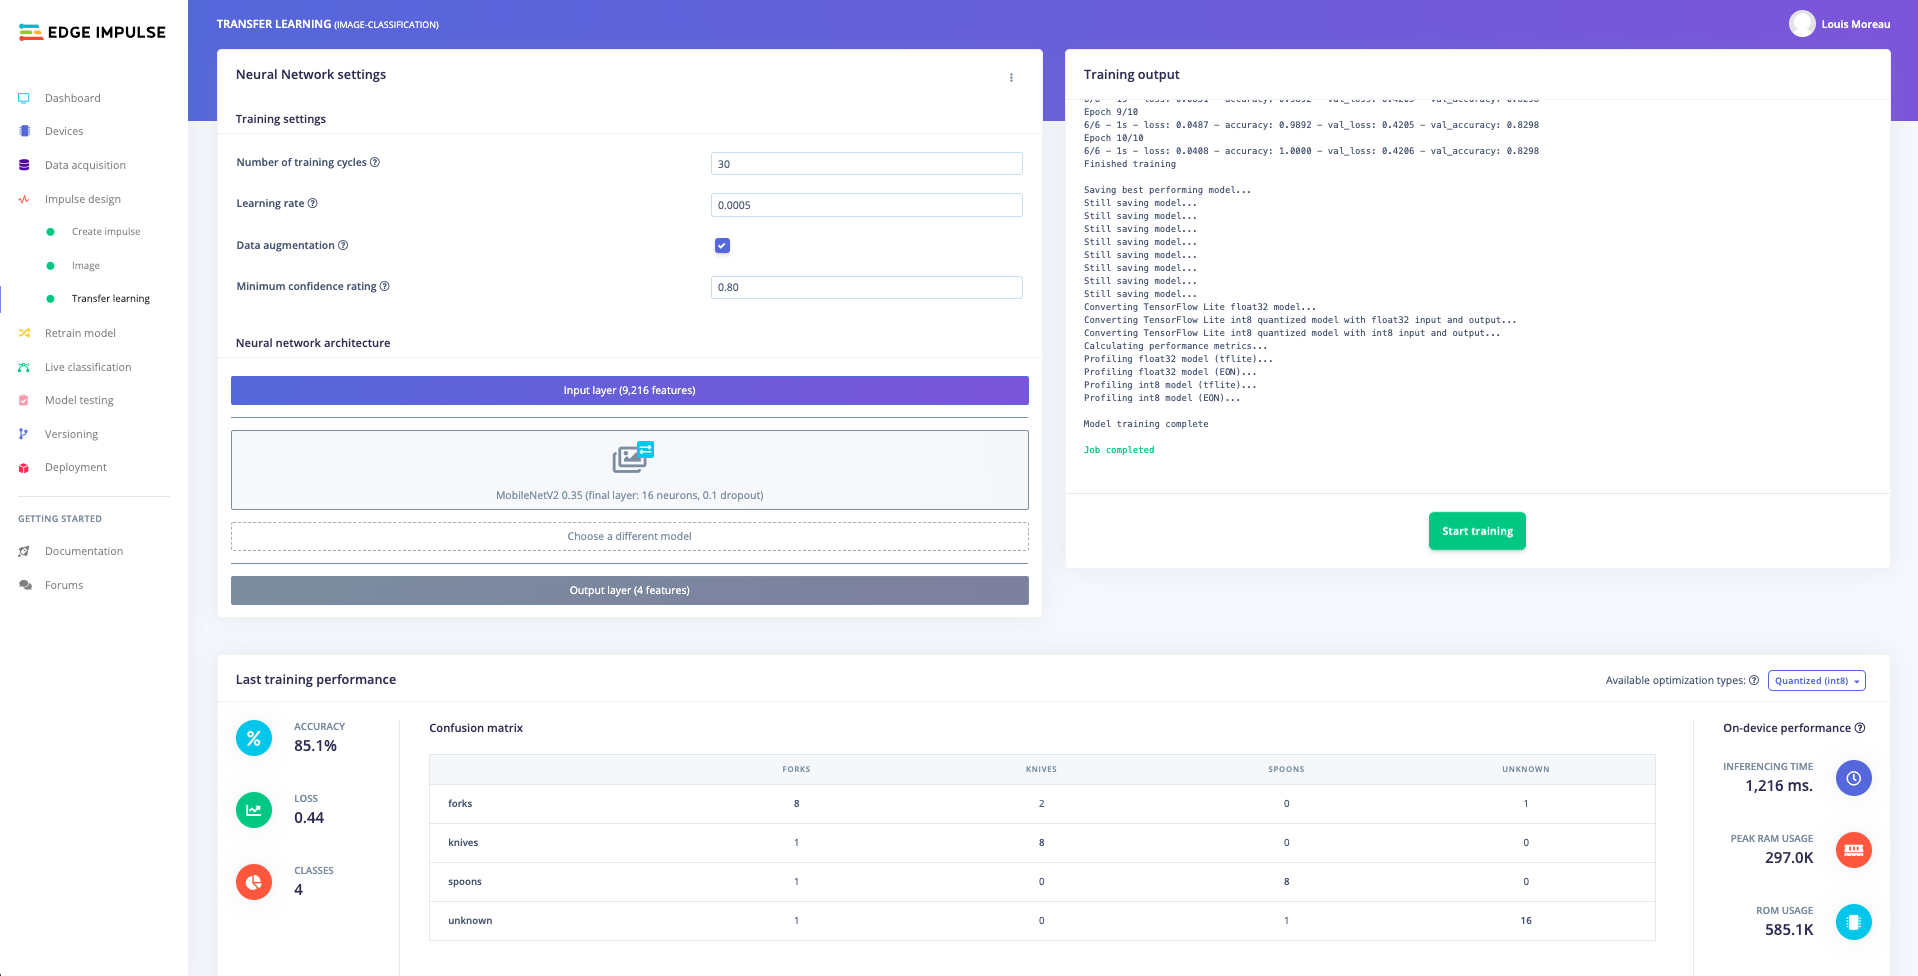 EDGE IMPULSE
Dashboard
Devices
Data acquisition
Impulse design
Create impulse
Image
Transfer learning
Retrain model
Live classification
Model testing
Versioning
Deployment
GETTING STARTED
Documentation
Forums
TRANSFER LEARNING (IMAGE-CLASSIFICATION)
Louis Moreau
Neural Network settings
Training settings
Number of training cycles
30
Learning rate
0.0005
Data augmentation
Minimum confidence rating
0.80
Neural network architecture
Input layer (9,216 features)
MobileNetV2 0.35 (final layer: 16 neurons, 0.1 dropout)
Choose a different model
Output layer (4 features)
Training output
Epoch 9/10
6/6 - 1s - loss: 0.0487 - accuracy: 0.9892 - val_loss: 0.4205 - val_accuracy: 0.8298
Epoch 10/10
6/6 - 1s - loss: 0.0408 - accuracy: 1.0000 - val_loss: 0.4206 - val_accuracy: 0.8298
Finished training
Saving best performing model...
Still saving model...
Still saving model...
Still saving model...
Still saving model...
Still saving model...
Still saving model...
Still saving model...
Still saving model...
Converting TensorFlow Lite float32 model...
Converting TensorFlow Lite int8 quantized model with float32 input and output...
Converting TensorFlow Lite int8 quantized model with int8 input and output...
Calculating performance metrics...
Profiling float32 model (tflite)...
Profiling float32 model (EON)...
Profiling int8 model (tflite)...
Profiling int8 model (EON)...
Model training complete
Job completed
Start training
Last training performance
Available optimization types: Quantized (int8)
ACCURACY
85.1%
LOSS
0.44
CLASSES
4
Confusion matrix
FORKS KNIVES SPOONS UNKNOWN
forks 8 2 0 1
knives 1 8 0 0
spoons 1 0 8 0
unknown 1 0 1 16
On-device performance
INFERENCING TIME
1,216 ms.
PEAK RAM USAGE
297.0K
ROM USAGE
585.1K